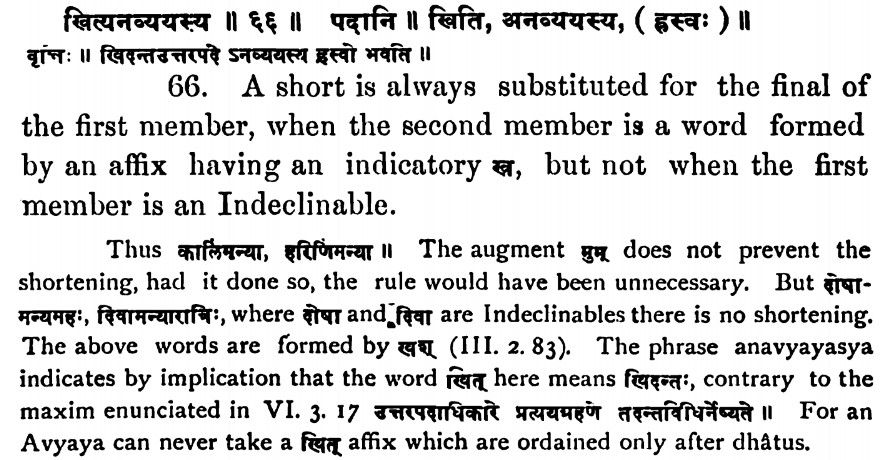 खित्यनव्ययस्य ॥ ६६ ॥ पदानि ॥ खिति, अनव्ययस्य, ( ह्रस्वः ) ॥
वृत्तिः ॥ खिदन्तउत्तरपदे ऽनव्ययस्थ ह्रस्वो भवति ॥
66. A short is always substituted for the final of
the first member, when the second member is a word formed
by an affix having an indicatory ख, but not when the first
member is an Indeclinable.
Thus कालिंमन्या, हरिणिंमन्या ॥ The augment मुम् does not prevent the
shortening, had it done so, the rule would have been unnecessary. But दोषा-
मन्यमहः, दिवामन्यारात्रिः, where दोषा and दिवा are Indeclinables there is no shortening.
The above words are formed by खश् (III. 2. 83). The phrase anavyayasya
indicates by implication that the word खित् here means खिदन्तः, contrary to the
maxim enunciated in VI. 3. 17 उत्तरपदाधिकारे प्रत्ययग्रहणे तदन्तविधिर्नेष्यते ॥ For an
Avyaya can never take a खित् affix which are ordained only after dhâtus.